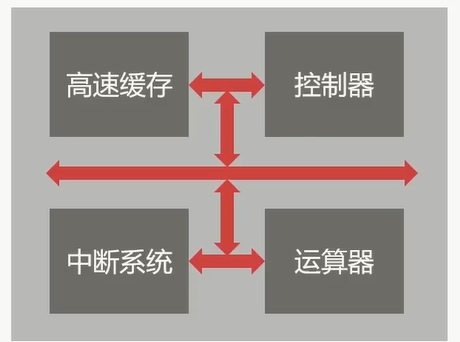 高速缓存
控制器
中断系统
运算器